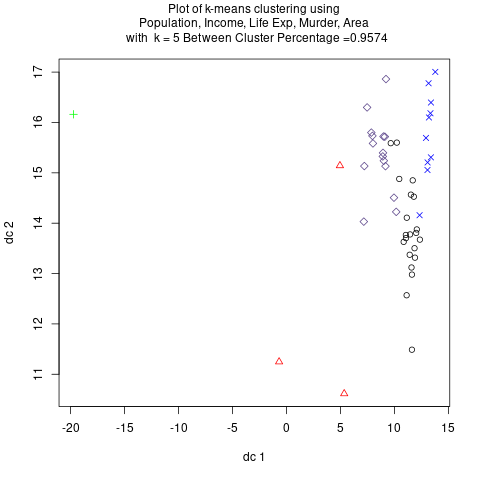 Plot of k-means clustering using
Population, Income, Life Exp, Murder, Area
with  k = 5 Between Cluster Percentage =0.9574
17
16
15
14
13
12
11
dc 2
-20 -15 -10 -5 0 5 10 15
dc 1